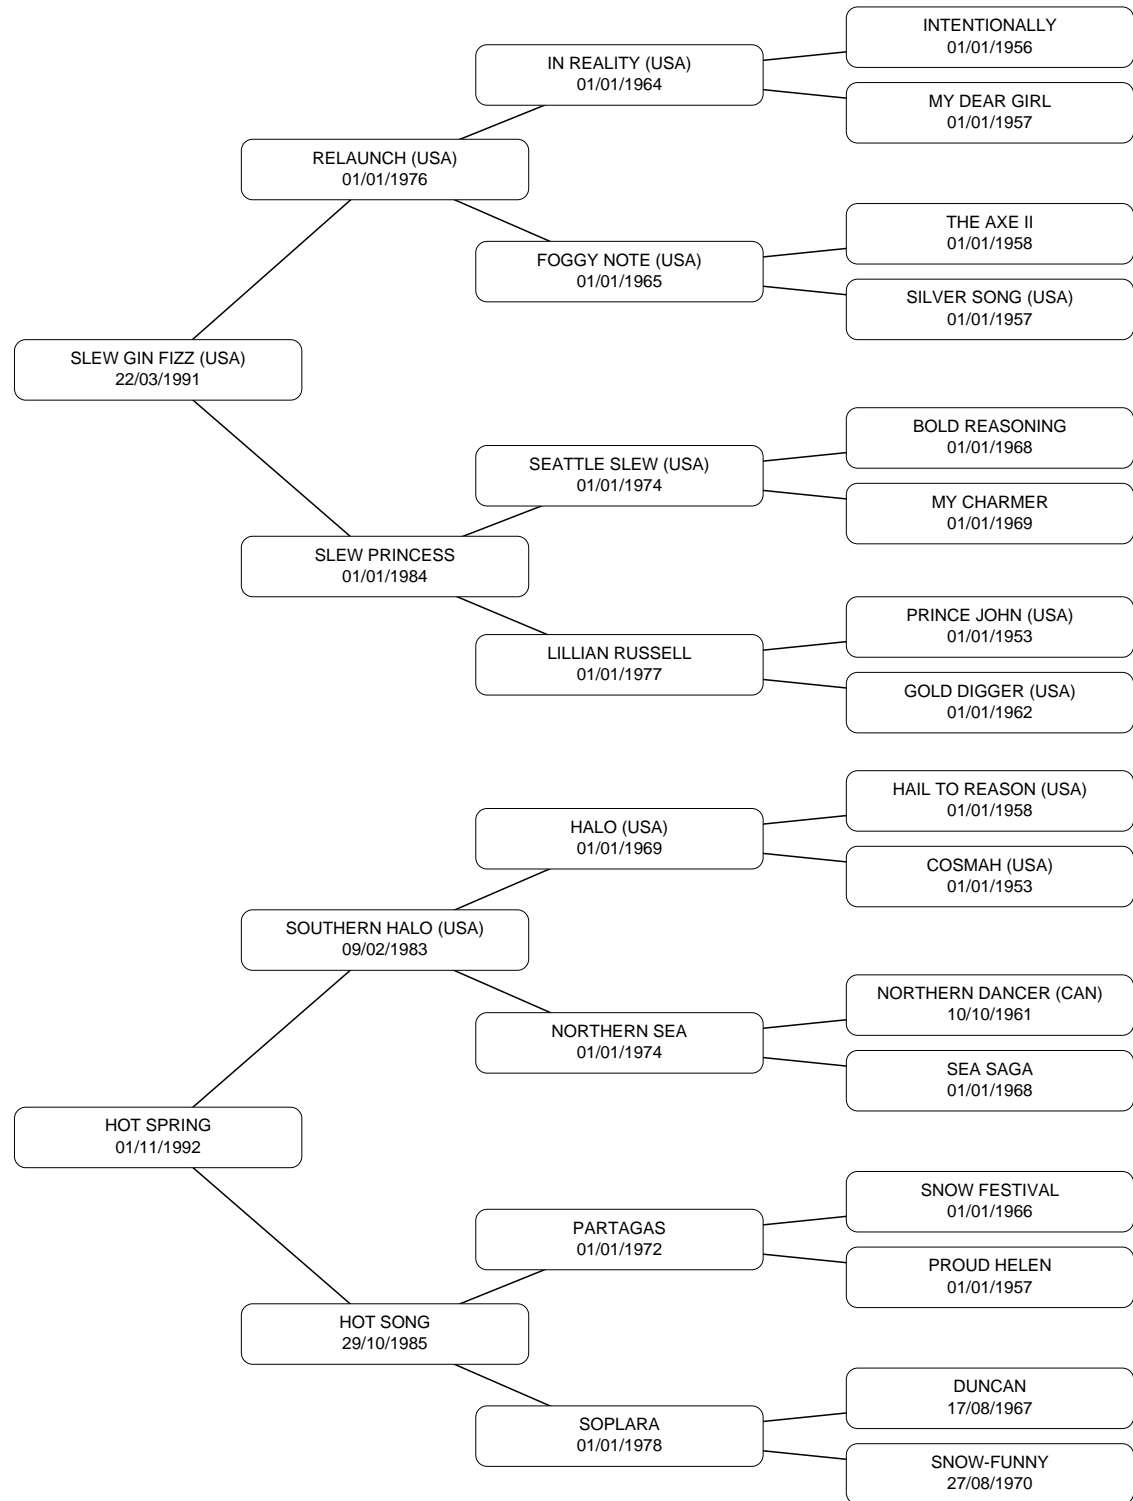 INTENTIONALLY
01/01/1956
IN REALITY (USA)
01/01/1964
MY DEAR GIRL
01/01/1957
RELAUNCH (USA)
01/01/1976
THE AXE II
01/01/1958
FOGGY NOTE (USA)
01/01/1965
SILVER SONG (USA)
01/01/1957
SLEW GIN FIZZ (USA)
22/03/1991
BOLD REASONING
01/01/1968
SEATTLE SLEW (USA)
01/01/1974
MY CHARMER
01/01/1969
SLEW PRINCESS
01/01/1984
PRINCE JOHN (USA)
01/01/1953
LILLIAN RUSSELL
01/01/1977
GOLD DIGGER (USA)
01/01/1962
HAIL TO REASON (USA)
01/01/1958
HALO (USA)
01/01/1969
COSMAH (USA)
01/01/1953
SOUTHERN HALO (USA)
09/02/1983
NORTHERN DANCER (CAN)
10/10/1961
NORTHERN SEA
01/01/1974
SEA SAGA
01/01/1968
HOT SPRING
01/11/1992
SNOW FESTIVAL
01/01/1966
PARTAGAS
01/01/1972
PROUD HELEN
01/01/1957
HOT SONG
29/10/1985
DUNCAN
17/08/1967
SOPLARA
01/01/1978
SNOW-FUNNY
27/08/1970